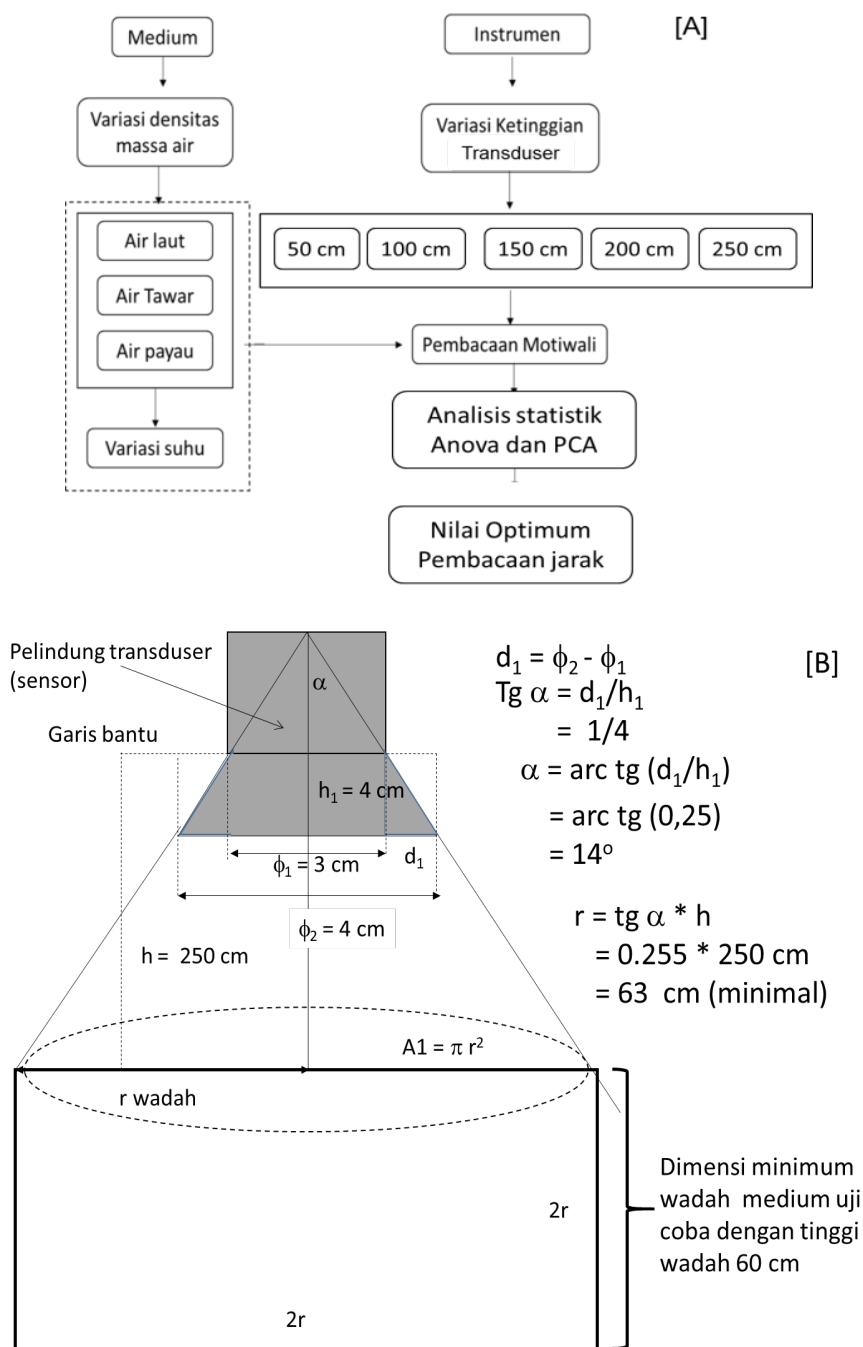 [A]
Medium
Variasi densitas
massa air
Air laut
Air Tawar
Air payau
Variasi suhu
Instrumen
Variasi Ketinggian
Transduser
50 cm
100 cm
150 cm
200 cm
250 cm
Pembacaan Motiwali
Analisis statistik
Anova dan PCA
Nilai Optimum
Pembacaan jarak
[B]
Pelindung transduser
(sensor)
α
Garis bantu
h₁ = 4 cm
ϕ₁ = 3 cm
d₁
ϕ₂ = 4 cm
h = 250 cm
A1 = π r²
r wadah
2r
2r
d₁ = ϕ₂ - ϕ₁
Tg α = d₁/h₁
= 1/4
α = arc tg (d₁/h₁)
= arc tg (0,25)
= 14⁰
r = tg α * h
= 0.255 * 250 cm
= 63 cm (minimal)
Dimensi minimum
wadah medium uji
coba dengan tinggi
wadah 60 cm